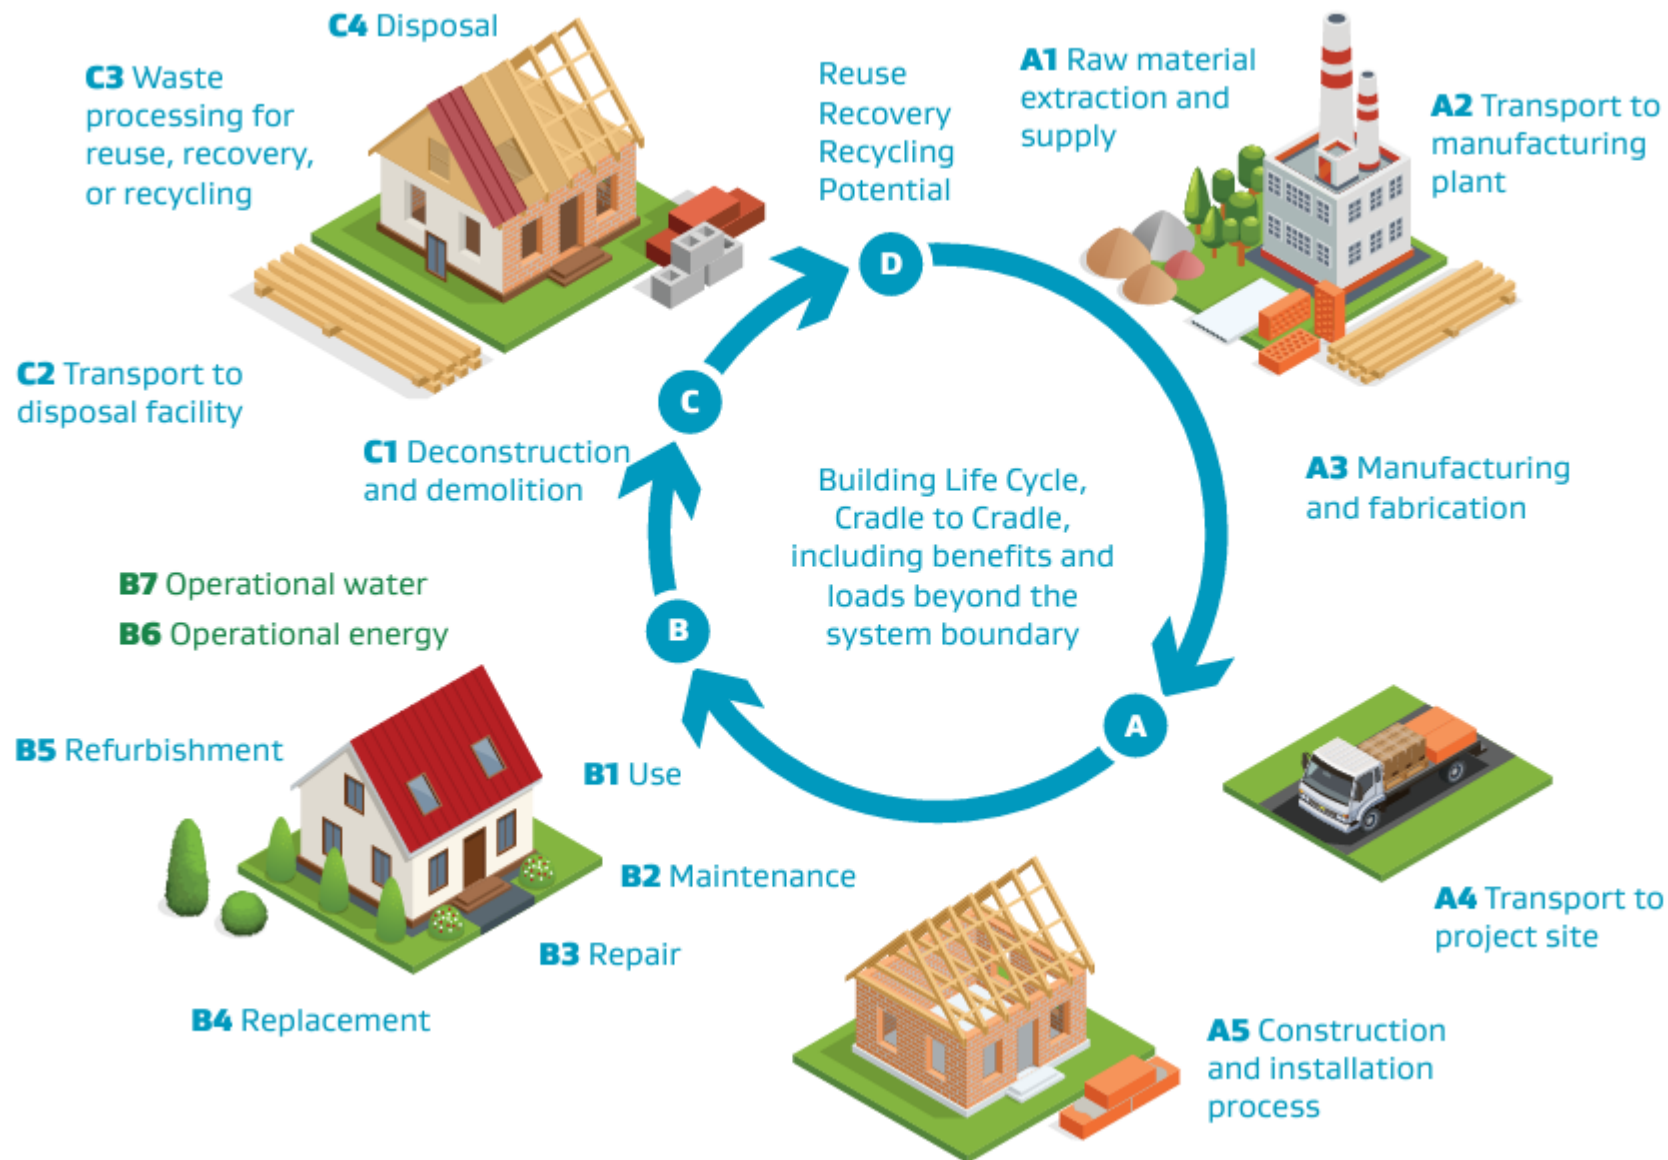 C4 Disposal
C3 Waste
processing for
reuse, recovery,
or recycling
Reuse
Recovery
Recycling
Potential
A1 Raw material
extraction and
supply
A2 Transport to
manufacturing
plant
D
C2 Transport to
disposal facility
C
C1 Deconstruction
and demolition
Building Life Cycle,
Cradle to Cradle,
including benefits and
loads beyond the
system boundary
A3 Manufacturing
and fabrication
B7 Operational water
B6 Operational energy
B
A
B5 Refurbishment
B1 Use
B2 Maintenance
B3 Repair
B4 Replacement
A4 Transport to
project site
A5 Construction
and installation
process